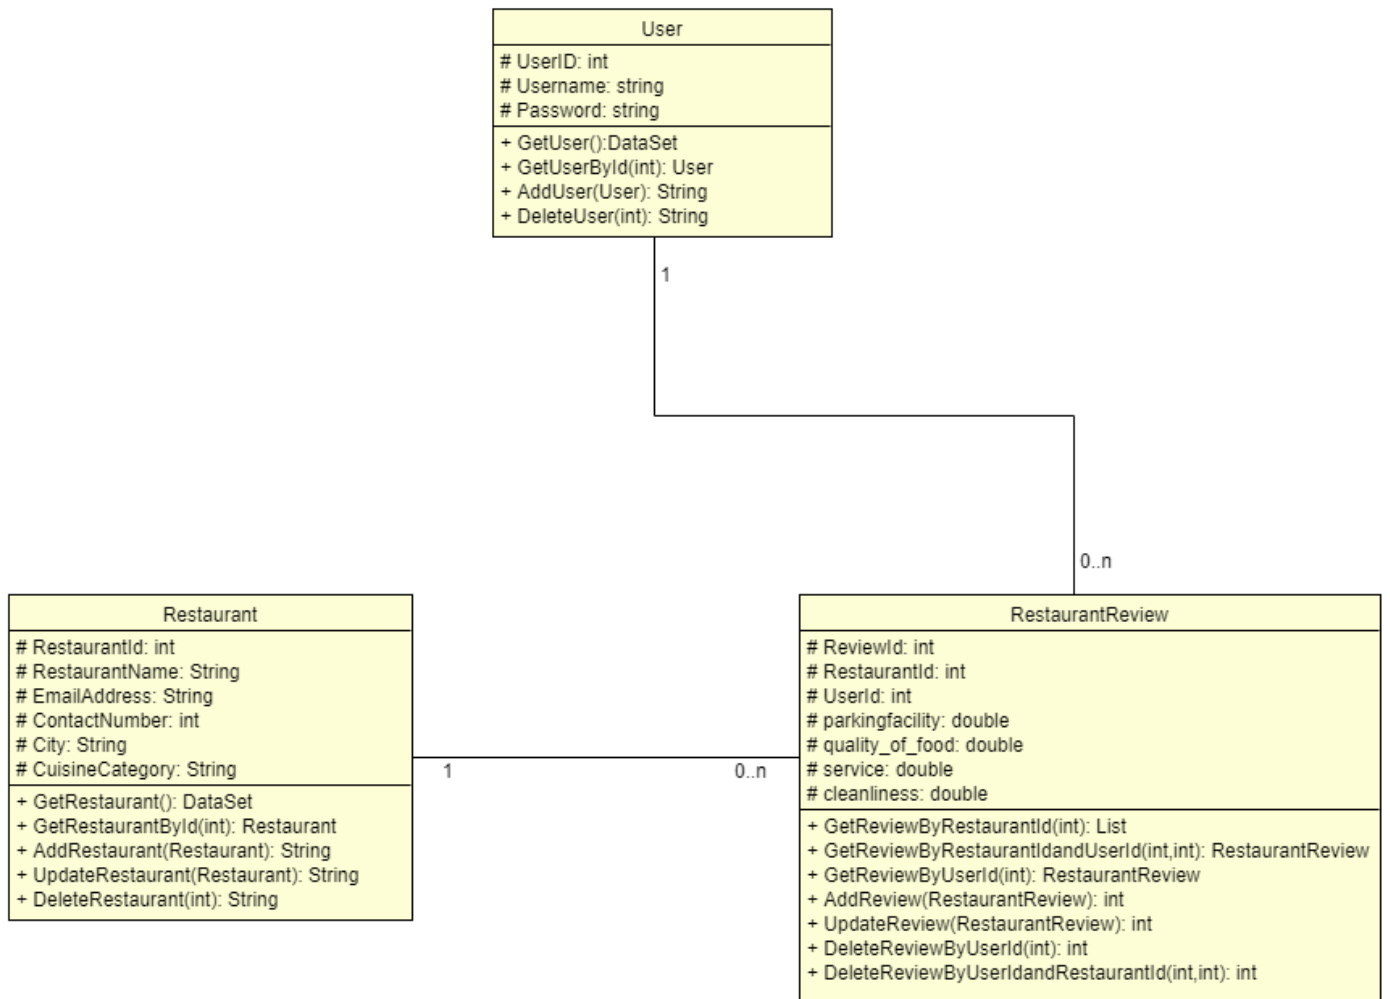 User
# UserID: int
# Username: string
# Password: string
+ GetUser():DataSet
+ GetUserById(int): User
+ AddUser(User): String
+ DeleteUser(int): String
1
0..n
Restaurant
# RestaurantId: int
# RestaurantName: String
# EmailAddress: String
# ContactNumber: int
# City: String
# CuisineCategory: String
+ GetRestaurant(): DataSet
+ GetRestaurantById(int): Restaurant
+ AddRestaurant(Restaurant): String
+ UpdateRestaurant(Restaurant): String
+ DeleteRestaurant(int): String
1
0..n
RestaurantReview
# ReviewId: int
# RestaurantId: int
# UserId: int
# parkingfacility: double
# quality_of_food: double
# service: double
# cleanliness: double
+ GetReviewByRestaurantId(int): List
+ GetReviewByRestaurantIdandUserId(int,int): RestaurantReview
+ GetReviewByUserId(int): RestaurantReview
+ AddReview(RestaurantReview): int
+ UpdateReview(RestaurantReview): int
+ DeleteReviewByUserId(int): int
+ DeleteReviewByUserIdandRestaurantId(int,int): int